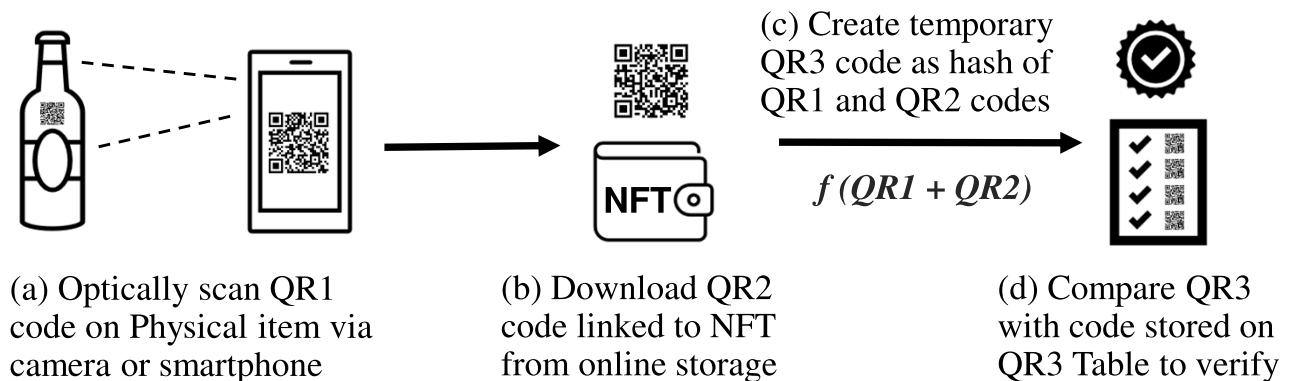 (c) Create temporary
QR3 code as hash of
QR1 and QR2 codes
NFT
f (QR1 + QR2)
(a) Optically scan QR1
code on Physical item via
camera or smartphone
(b) Download QR2
code linked to NFT
from online storage
(d) Compare QR3
with code stored on
QR3 Table to verify